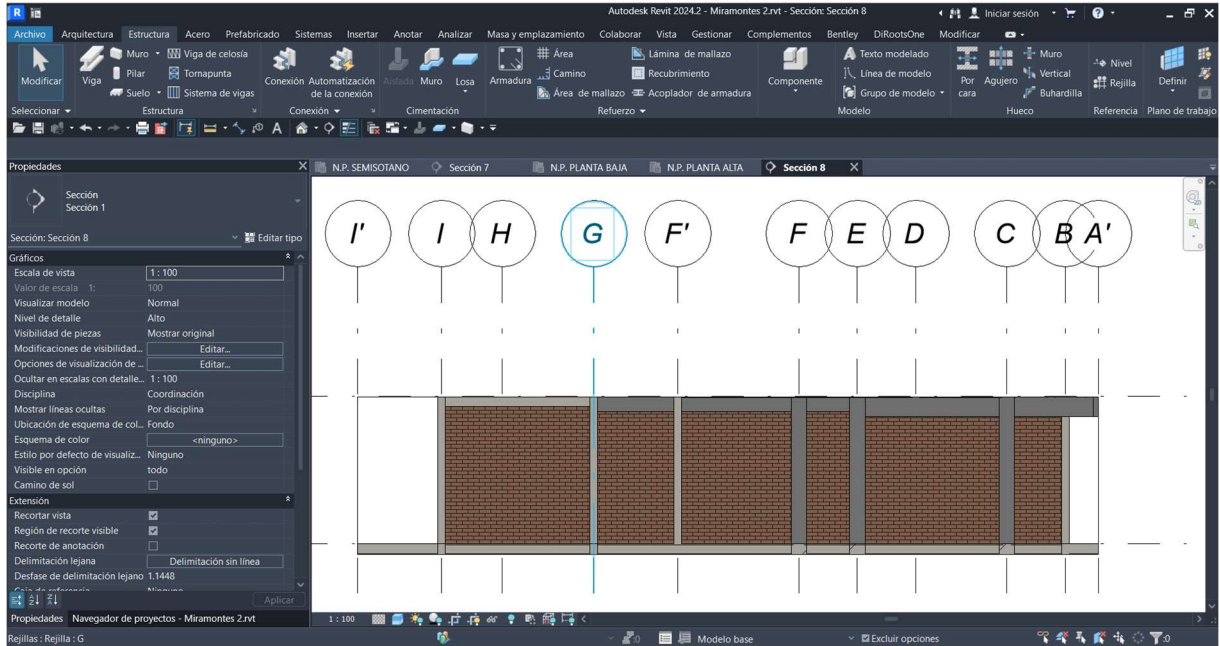 R
Autodesk Revit 2024.2 - Miramontes 2.rvt - Sección: Sección 8
Iniciar sesión
Archivo Arquitectura Estructura Acero Prefabricado Sistemas Insertar Anotar Analizar Masa y emplazamiento Colaborar Vista Gestionar Complementos Bentley DiRootsOne Modificar
Modificar
Viga
Muro
Pilar
Suelo
Viga de celosía
Tornapunta
Sistema de vigas
Conexión
Automatización de la conexión
Aislada
Muro
Losa
Armadura
Área
Camino
Área de mallazo
Lámina de mallazo
Recubrimiento
Acoplador de armadura
Componente
Texto modelado
Línea de modelo
Grupo de modelo
Por cara
Agujero
Muro
Vertical
Buhardilla
Nivel
Rejilla
Definir
Seleccionar Estructura Conexión Cimentación Refuerzo Modelo Hueco Referencia Plano de trabajo
Propiedades
N.P. SEMISOTANO Sección 7 N.P. PLANTA BAJA N.P. PLANTA ALTA Sección 8
Sección
Sección 1
Sección: Sección 8 Editar tipo
Gráficos
Escala de vista 1 : 100
Valor de escala 1: 100
Visualizar modelo Normal
Nivel de detalle Alto
Visibilidad de piezas Mostrar original
Modificaciones de visibilidad... Editar...
Opciones de visualización de ... Editar...
Ocultar en escalas con detalle... 1 : 100
Disciplina Coordinación
Mostrar líneas ocultas Por disciplina
Ubicación de esquema de col... Fondo
Esquema de color <ninguno>
Estilo por defecto de visualiz... Ninguno
Visible en opción todo
Camino de sol
Extensión
Recortar vista
Región de recorte visible
Recorte de anotación
Delimitación lejana Delimitación sin línea
Desfase de delimitación lejano 1.1448
Caja de referencia Ninguno
Aplicar
I' I H G F' F E D C B A'
Propiedades Navegador de proyectos - Miramontes 2.rvt
1 : 100
Rejillas : Rejilla : G
:0
Modelo base
Excluir opciones
:0